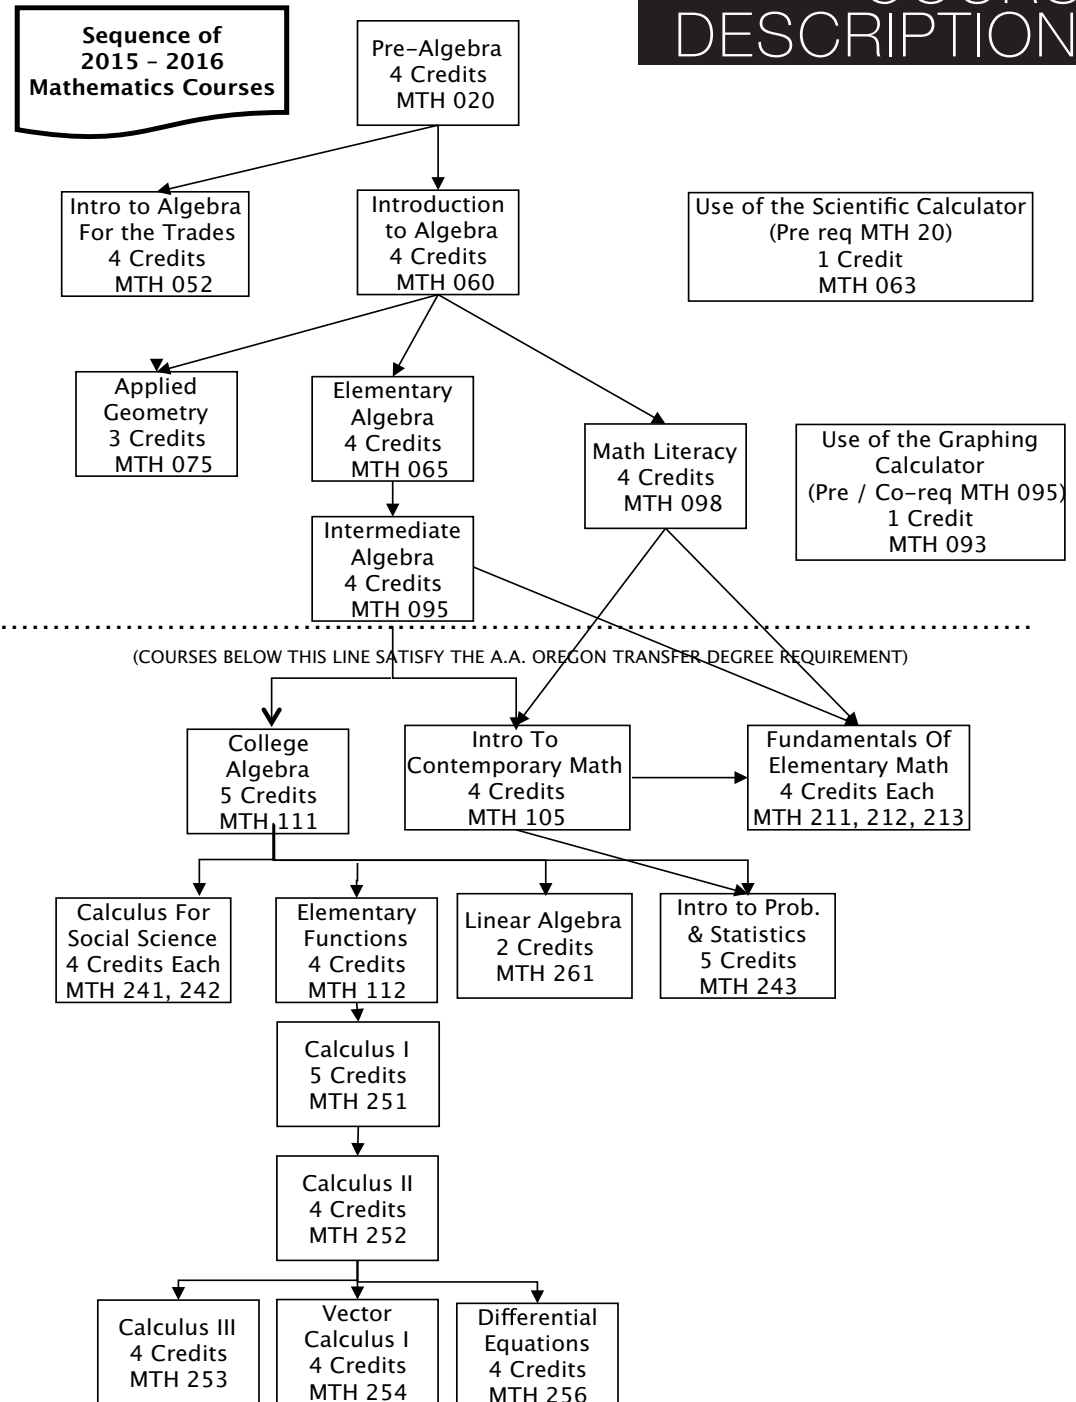 DESCRIPTION
Sequence of
2015 – 2016
Mathematics Courses
Pre–Algebra
4 Credits
MTH 020
Intro to Algebra
For the Trades
4 Credits
MTH 052
Introduction
to Algebra
4 Credits
MTH 060
Use of the Scientific Calculator
(Pre req MTH 20)
1 Credit
MTH 063
Applied
Geometry
3 Credits
MTH 075
Elementary
Algebra
4 Credits
MTH 065
Math Literacy
4 Credits
MTH 098
Use of the Graphing
Calculator
(Pre / Co–req MTH 095)
1 Credit
MTH 093
Intermediate
Algebra
4 Credits
MTH 095
(COURSES BELOW THIS LINE SATISFY THE A.A. OREGON TRANSFER DEGREE REQUIREMENT)
College
Algebra
5 Credits
MTH 111
Intro To
Contemporary Math
4 Credits
MTH 105
Fundamentals Of
Elementary Math
4 Credits Each
MTH 211, 212, 213
Calculus For
Social Science
4 Credits Each
MTH 241, 242
Elementary
Functions
4 Credits
MTH 112
Linear Algebra
2 Credits
MTH 261
Intro to Prob.
& Statistics
5 Credits
MTH 243
Calculus I
5 Credits
MTH 251
Calculus II
4 Credits
MTH 252
Calculus III
4 Credits
MTH 253
Vector
Calculus I
4 Credits
MTH 254
Differential
Equations
4 Credits
MTH 256